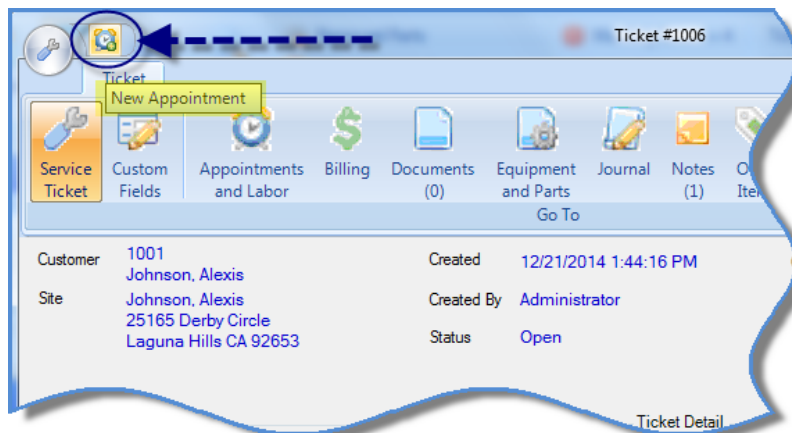 Ticket #1006
Ticket
New Appointment
Service Ticket
Custom Fields
Appointments and Labor
Billing
Documents (0)
Equipment and Parts
Journal
Notes (1)
Go To
Customer 1001
Johnson, Alexis
Created 12/21/2014 1:44:16 PM
Site Johnson, Alexis
25165 Derby Circle
Laguna Hills CA 92653
Created By Administrator
Status Open
Ticket Detail